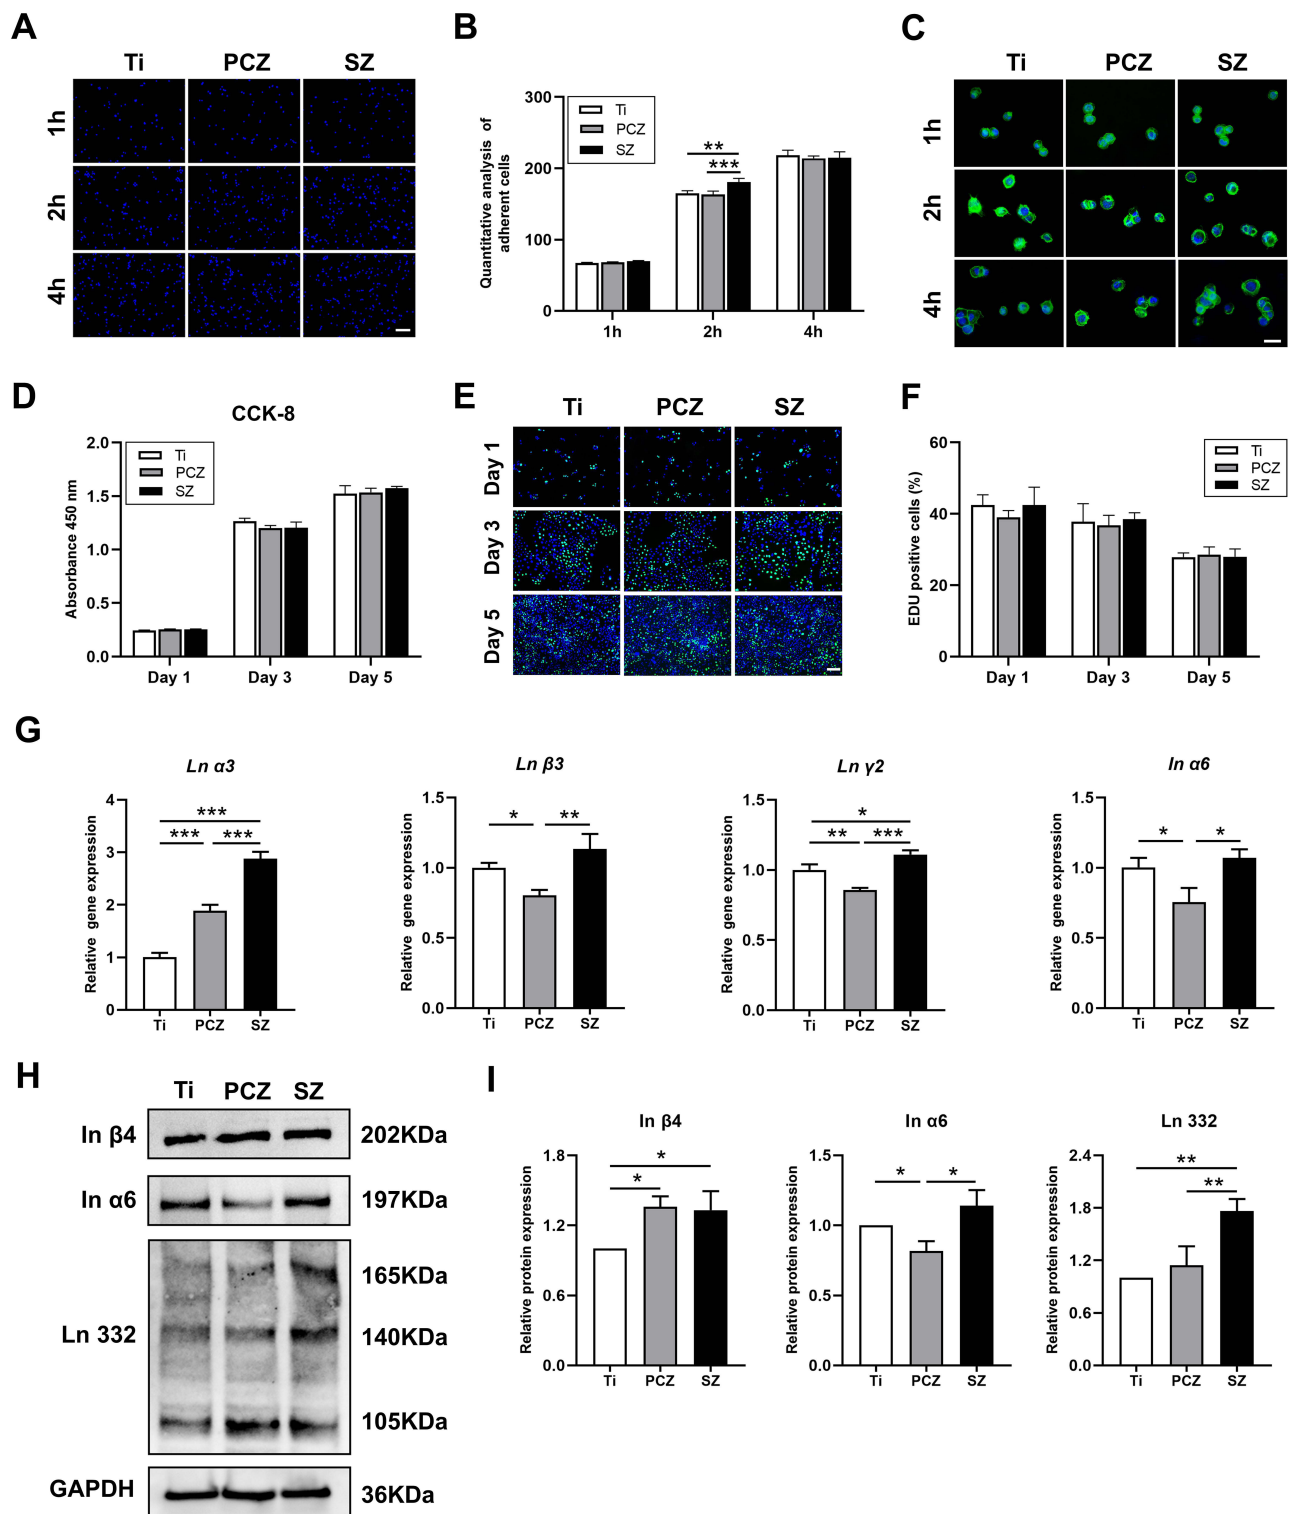 A
Ti PCZ SZ
1h
2h
4h
B
Quantitative analysis of
adherent cells
300
200
100
0
Ti
PCZ
SZ
**
***
1h 2h 4h
C
Ti PCZ SZ
1h
2h
4h
D
CCK-8
Absorbance 450 nm
2.0
1.5
1.0
0.5
0.0
Ti
PCZ
SZ
Day 1 Day 3 Day 5
E
Ti PCZ SZ
Day 1
Day 3
Day 5
F
EDU positive cells (%)
60
40
20
0
Ti
PCZ
SZ
Day 1 Day 3 Day 5
G
Ln α3
Relative gene expression
4
3
2
1
0
***
*** ***
Ti PCZ SZ
Ln β3
Relative gene expression
1.5
1.0
0.5
0.0
* **
Ti PCZ SZ
Ln γ2
Relative gene expression
1.5
1.0
0.5
0.0
*
** ***
Ti PCZ SZ
In α6
Relative gene expression
1.5
1.0
0.5
0.0
* *
Ti PCZ SZ
H
Ti PCZ SZ
In β4 202KDa
In α6 197KDa
165KDa
Ln 332 140KDa
105KDa
GAPDH 36KDa
I
In β4
Relative protein expression
1.8
1.2
0.6
0.0
*
*
Ti PCZ SZ
In α6
Relative protein expression
1.5
1.0
0.5
0.0
* *
Ti PCZ SZ
Ln 332
Relative protein expression
2.4
1.8
1.2
0.6
0.0
**
**
Ti PCZ SZ